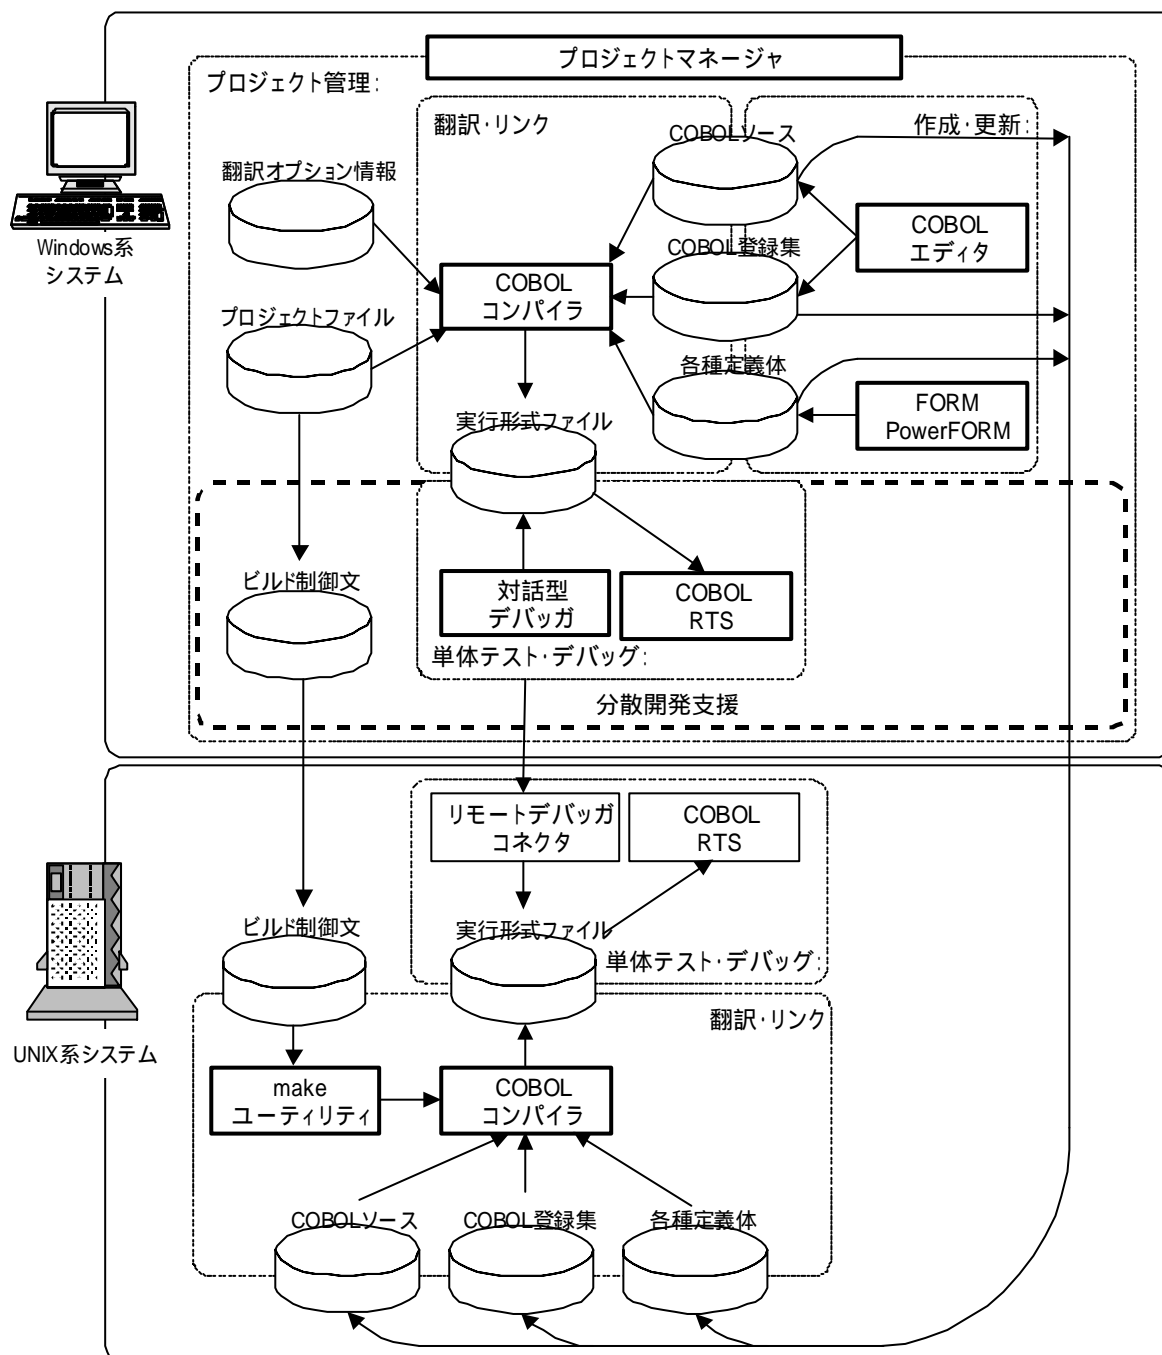 プロジェクトマネージャ
プロジェクト管理:
翻訳・リンク
作成・更新:
COBOLソース
翻訳オプション情報
COBOL
エディタ
Windows系
システム
COBOL登録集
COBOL
コンパイラ
プロジェクトファイル
各種定義体
FORM
PowerFORM
実行形式ファイル
ビルド制御文
対話型
デバッガ
COBOL
RTS
単体テスト・デバッグ:
分散開発支援
リモートデバッガ
コネクタ
COBOL
RTS
ビルド制御文
実行形式ファイル
単体テスト・デバッグ:
翻訳・リンク
UNIX系システム
make
ユーティリティ
COBOL
コンパイラ
COBOLソース
COBOL登録集
各種定義体